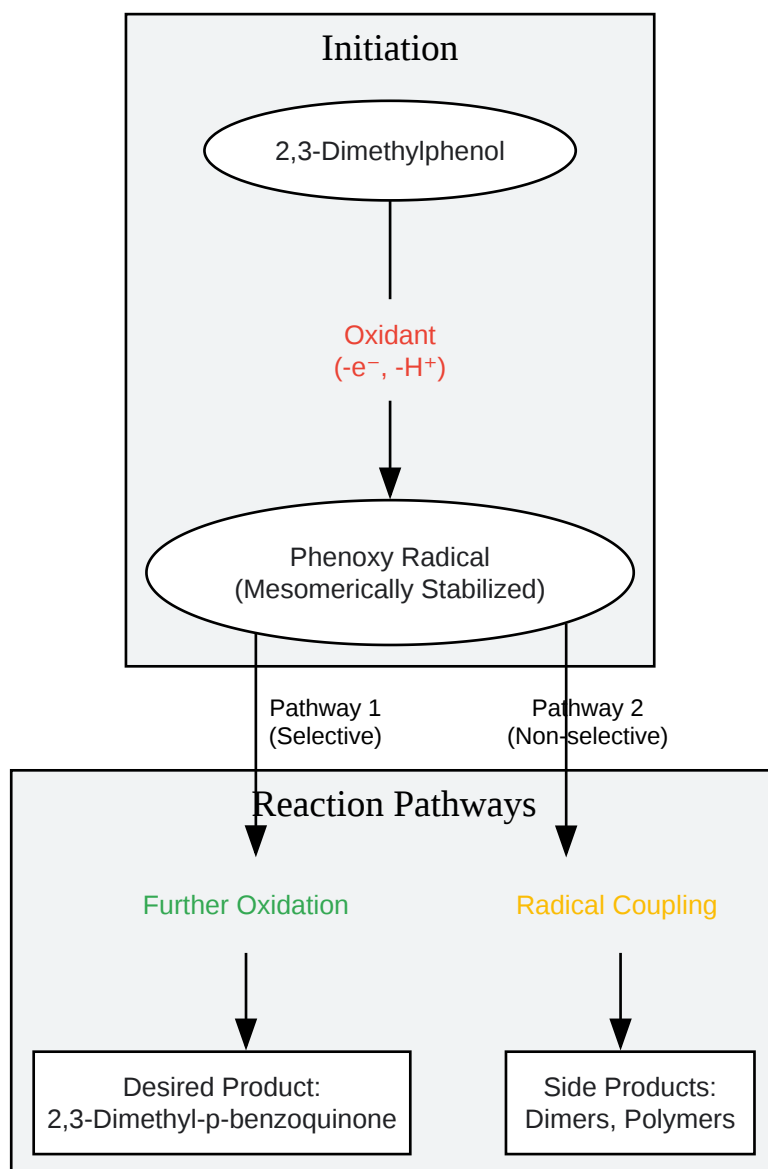 Initiation
2,3-Dimethylphenol
Oxidant
(-e⁻, -H⁺)
Phenoxy Radical
(Mesomerically Stabilized)
Pathway 1
(Selective)
Pathway 2
(Non-selective)
Reaction Pathways
Further Oxidation
Radical Coupling
Desired Product:
2,3-Dimethyl-p-benzoquinone
Side Products:
Dimers, Polymers